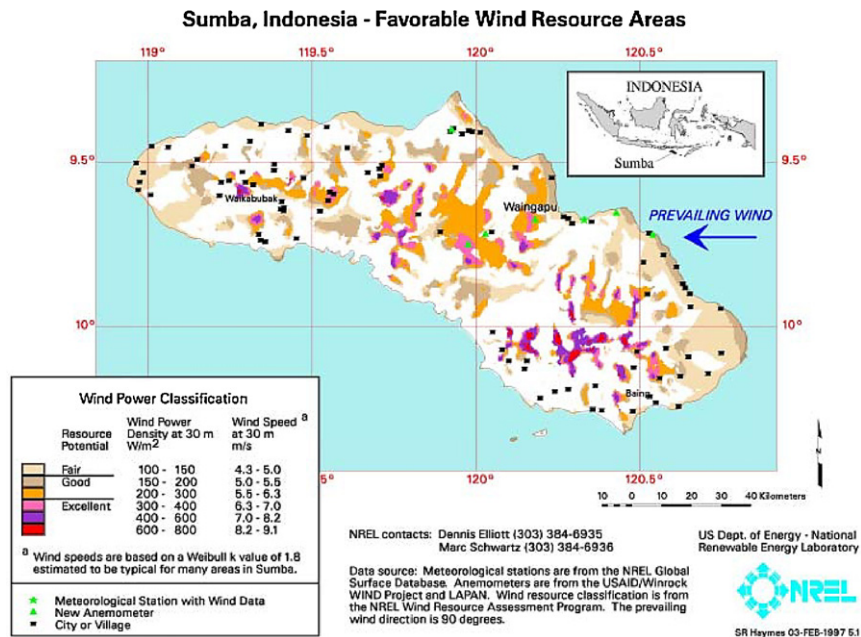 Sumba, Indonesia - Favorable Wind Resource Areas
119°
119.5°
120°
120.5°
INDONESIA
Sumba
9.5°
9.5°
Waikabubak
Waingapu
PREVAILING WIND
10°
10°
Baing
5°
120°
120.5°
Wind Power Classification
Resource Potential
Wind Power Density at 30 m W/m2
Wind Speed a at 30 m m/s
Fair 100 - 150 4.3 - 5.0
Good 150 - 200 5.0 - 5.5
200 - 300 5.5 - 6.3
Excellent 300 - 400 6.3 - 7.0
400 - 600 7.0 - 8.2
600 - 800 8.2 - 9.1
a Wind speeds are based on a Weibull k value of 1.8
estimated to be typical for many areas in Sumba.
Meteorological Station with Wind Data
New Anemometer
City or Village
N
10 0 10 20 30 40 Kilometers
NREL contacts: Dennis Elliott (303) 384-6935
Marc Schwartz (303) 384-6936
US Dept. of Energy - National
Renewable Energy Laboratory
Data source: Meteorological stations are from the NREL Global
Surface Database. Anemometers are from the USAID/Winrock
WIND Project and LAPAN. Wind resource classification is from
the NREL Wind Resource Assessment Program. The prevailing
wind direction is 90 degrees.
NREL
SR Haymes 03-FEB-1997 5.1